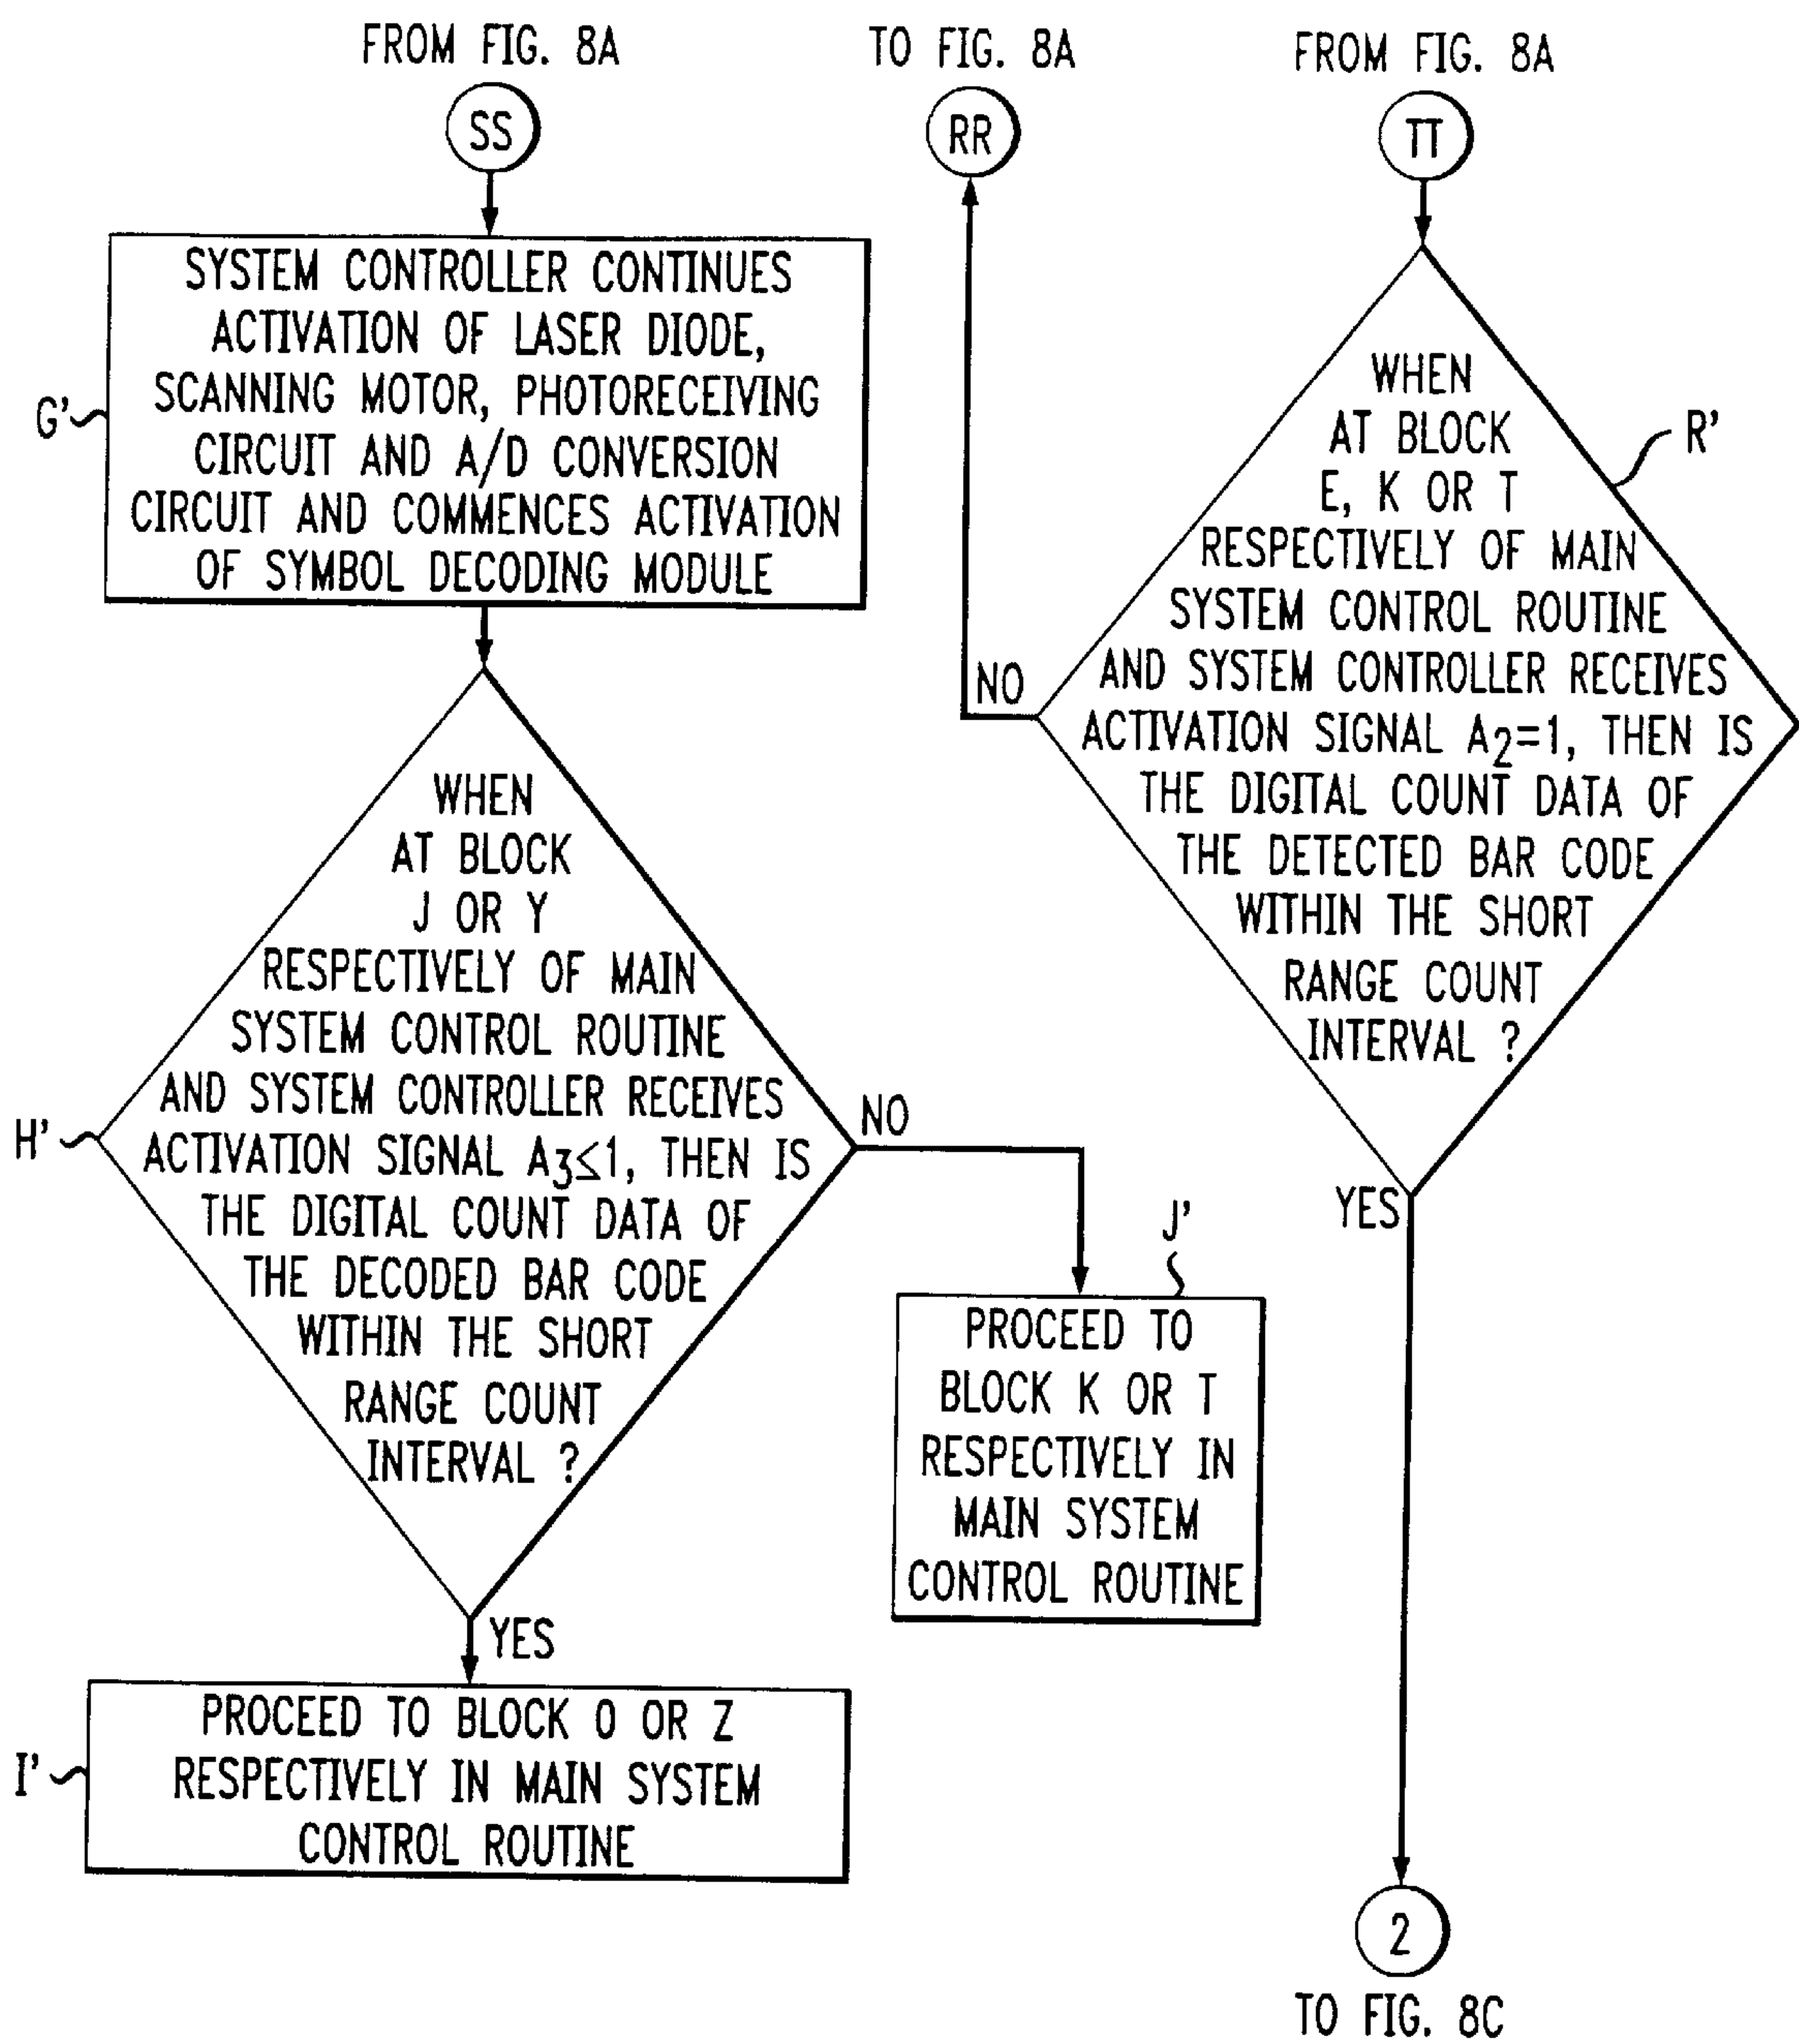 FROM FIG. 8A
SS
G'
SYSTEM CONTROLLER CONTINUES
ACTIVATION OF LASER DIODE,
SCANNING MOTOR, PHOTORECEIVING
CIRCUIT AND A/D CONVERSION
CIRCUIT AND COMMENCES ACTIVATION
OF SYMBOL DECODING MODULE
H'
WHEN
AT BLOCK
J OR Y
RESPECTIVELY OF MAIN
SYSTEM CONTROL ROUTINE
AND SYSTEM CONTROLLER RECEIVES
ACTIVATION SIGNAL A3≤1, THEN IS
THE DIGITAL COUNT DATA OF
THE DECODED BAR CODE
WITHIN THE SHORT
RANGE COUNT
INTERVAL ?
NO
YES
I'
PROCEED TO BLOCK O OR Z
RESPECTIVELY IN MAIN SYSTEM
CONTROL ROUTINE
J'
PROCEED TO
BLOCK K OR T
RESPECTIVELY IN
MAIN SYSTEM
CONTROL ROUTINE
TO FIG. 8A
RR
FROM FIG. 8A
TT
R'
WHEN
AT BLOCK
E, K OR T
RESPECTIVELY OF MAIN
SYSTEM CONTROL ROUTINE
AND SYSTEM CONTROLLER RECEIVES
ACTIVATION SIGNAL A2=1, THEN IS
THE DIGITAL COUNT DATA OF
THE DETECTED BAR CODE
WITHIN THE SHORT
RANGE COUNT
INTERVAL ?
NO
YES
2
TO FIG. 8C